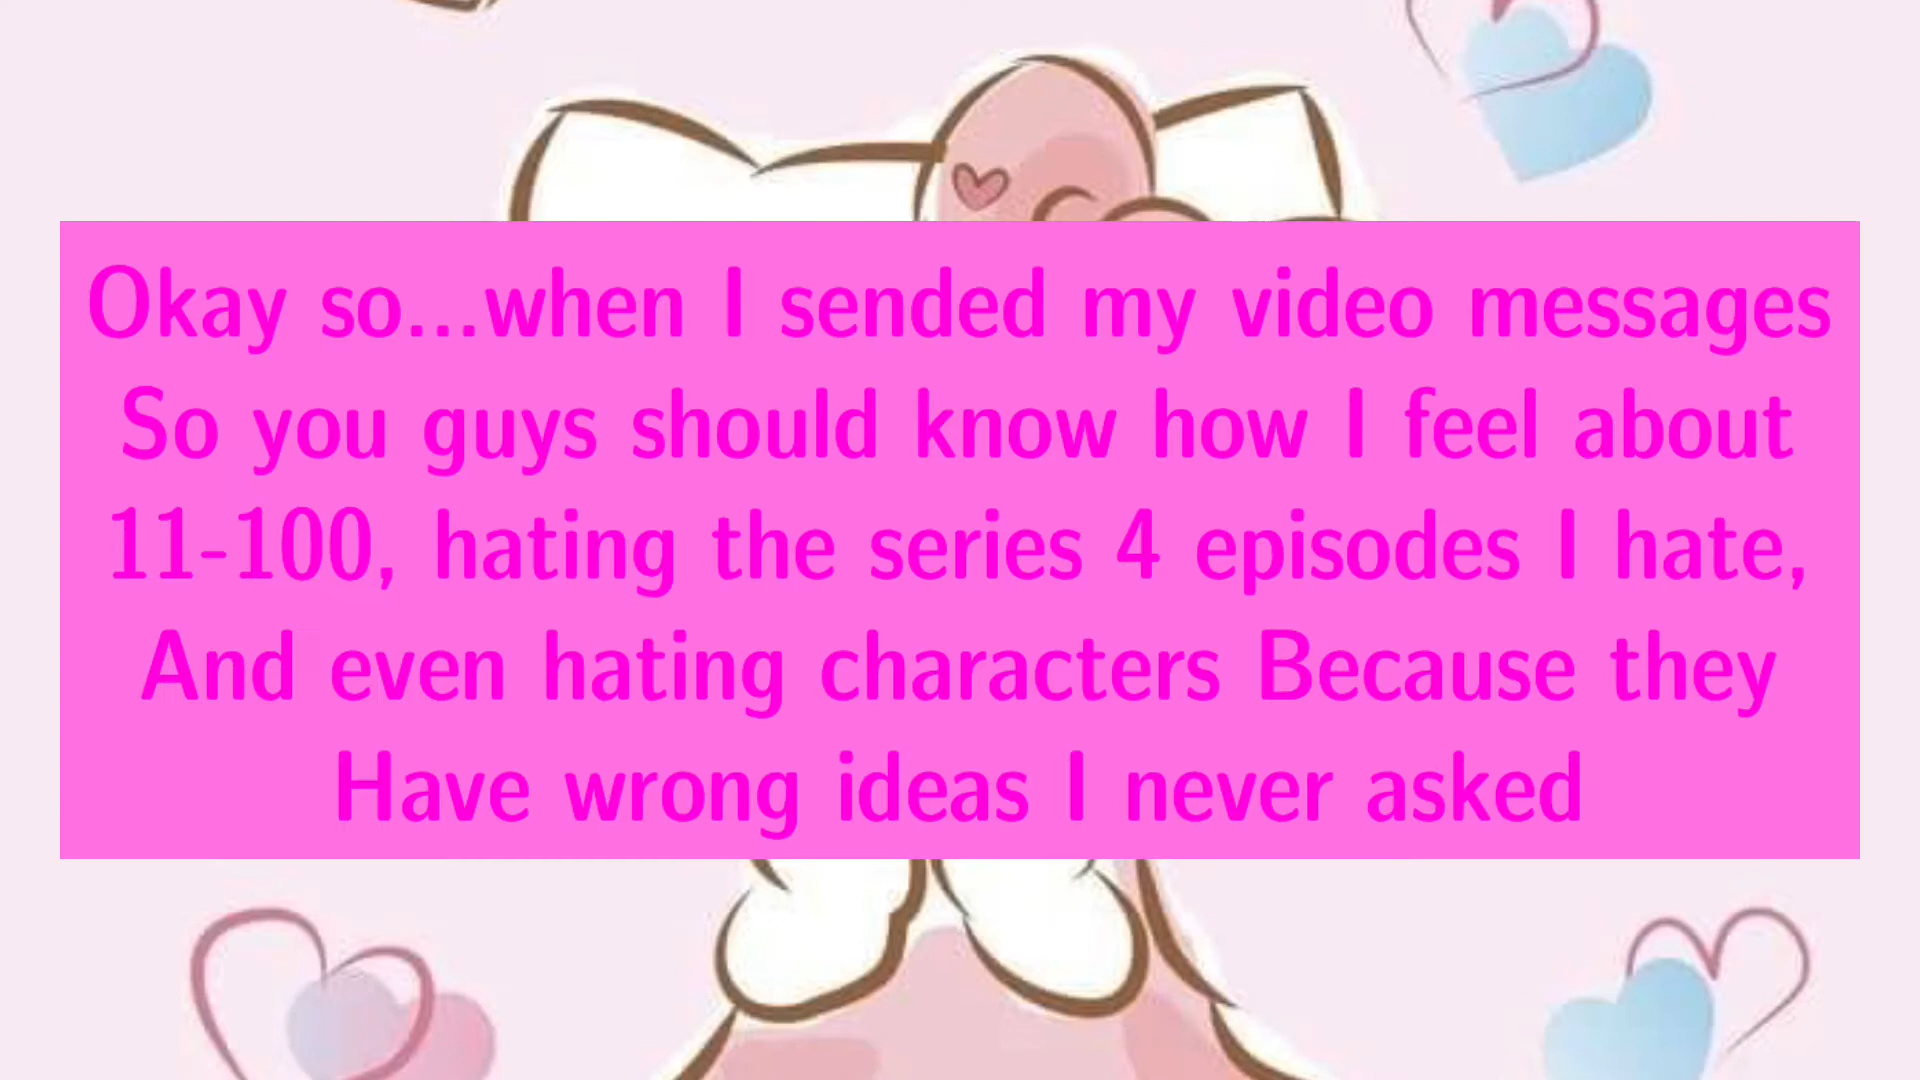 Okay so...when I sended my video messages
So you guys should know how I feel about
11-100, hating the series 4 episodes I hate,
And even hating characters Because they
Have wrong ideas I never asked